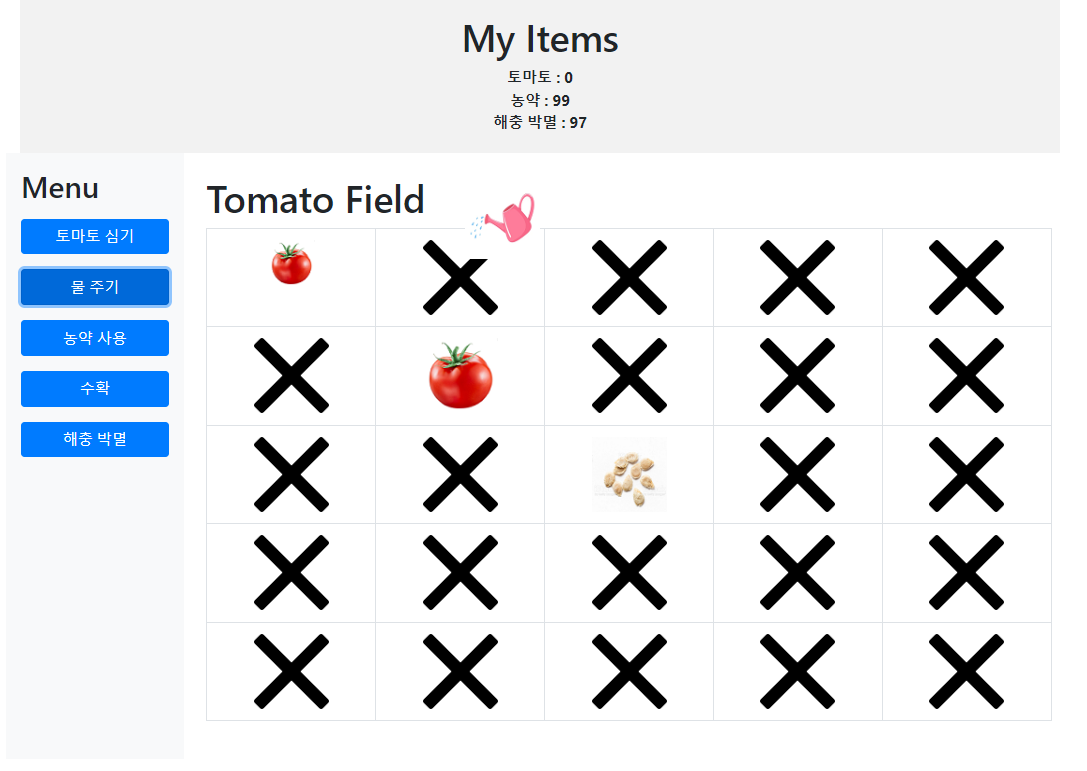 My Items
토마토 : 0
농약 : 99
해충 박멸 : 97
Menu
토마토 심기
물 주기
농약 사용
수확
해충 박멸
Tomato Field